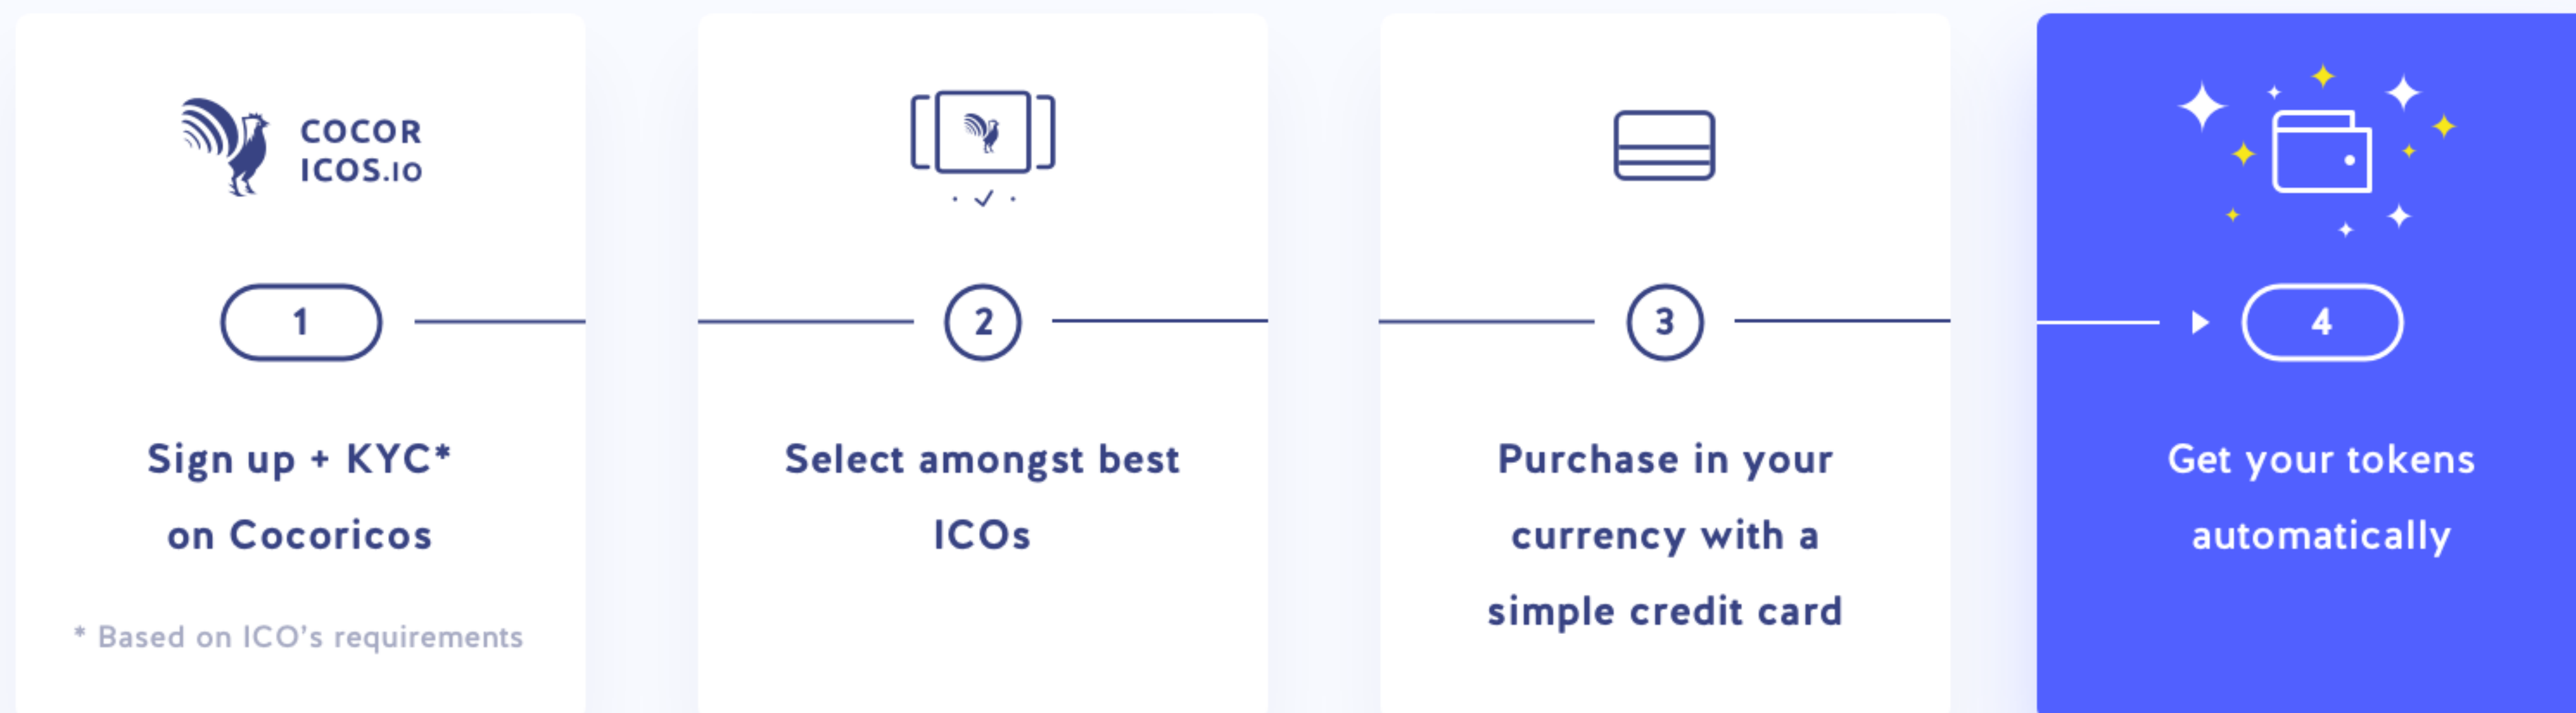 COCOR
ICOS.IO
1
Sign up + KYC*
on Cocoricos
* Based on ICO's requirements
2
Select amongst best
ICOs
3
Purchase in your
currency with a
simple credit card
4
Get your tokens
automatically